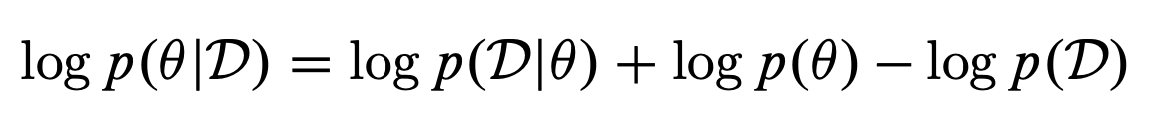 log p(θ|𝒟) = log p(𝒟|θ) + log p(θ) − log p(𝒟)